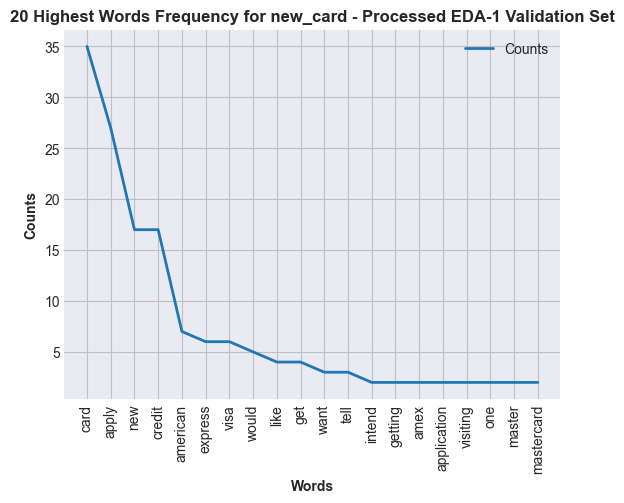 20 Highest Words Frequency for new_card - Processed EDA-1 Validation Set
Counts
35
30
25
20
15
10
5
Counts
card
apply
new
credit
american
express
visa
would
like
get
want
tell
intend
getting
amex
application
visiting
one
master
mastercard
Words